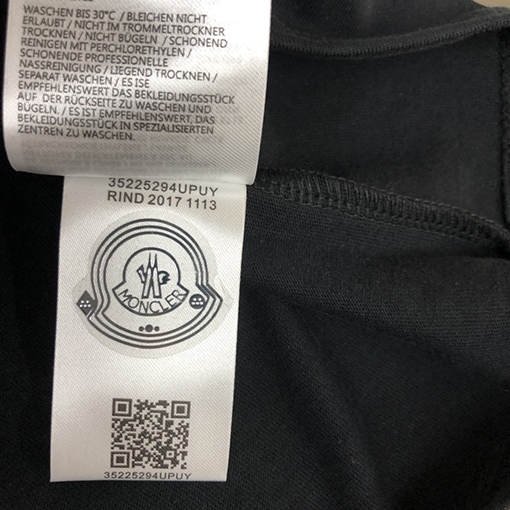 WASCHEN BIS 30°C / BLEICHEN NICHT
ERLAUBT / NICHT IM TROMMELTROCKNER
TROCKNEN / NICHT BÜGELN / SCHONEND
REINIGEN MIT PERCHLORETHYLEN /
SCHONENDE PROFESSIONELLE
NASSREINIGUNG / LIEGEND TROCKNEN /
SEPARAT WASCHEN / ES ISE
EMPFEHLENSWERT DAS BEKLEIDUNGSSTÜCK
AUF DER RÜCKSEITE ZU WASCHEN UND
BÜGELN. / ES IST EMPFEHLENSWERT DAS
BEKLEIDUNGSSTÜCK IN SPEZIALISIERTEN
ZENTREN ZU WASCHEN.
35225294UPUY
RIND 2017 1113
MONCLER
35225294UPUY